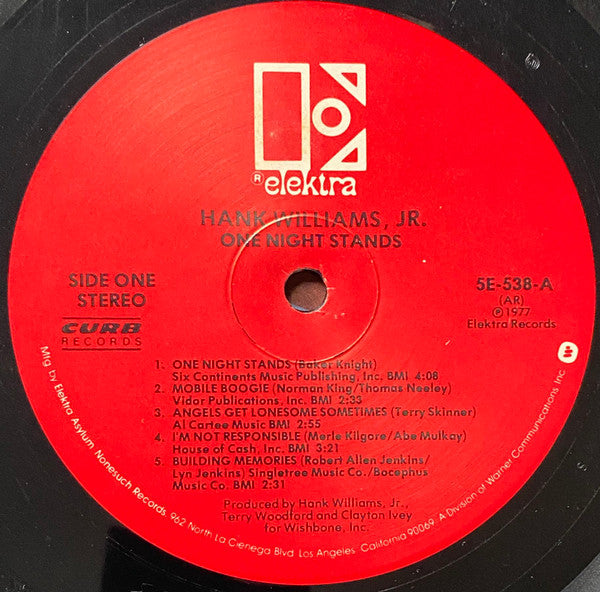 ® elektra
HANK WILLIAMS, JR.
ONE NIGHT STANDS
SIDE ONE
STEREO
CURB
RECORDS
5E-538-A
(AR)
℗1977
Elektra Records
1. ONE NIGHT STANDS (Baker Knight)
Six Continents Music Publishing, Inc. BMI 4:08
2. MOBILE BOOGIE (Norman King/Thomas Neeley)
Vidor Publications, Inc. BMI 2:33
3. ANGELS GET LONESOME SOMETIMES (Terry Skinner)
Al Cartee Music BMI 2:55
4. I'M NOT RESPONSIBLE (Merle Kilgore/Abe Mulkay)
House of Cash, Inc. BMI 3:21
5. BUILDING MEMORIES (Robert Allen Jenkins/
Lyn Jenkins) Singletree Music Co./Bocephus
Music Co. BMI 2:31
Produced by Hank Williams, Jr.,
Terry Woodford and Clayton Ivey
for Wishbone, Inc.
Mfg by Elektra Asylum Nonesuch Records. 962 North La Cienega Blvd. Los Angeles. California 90069. A Division of Warner Communications Inc